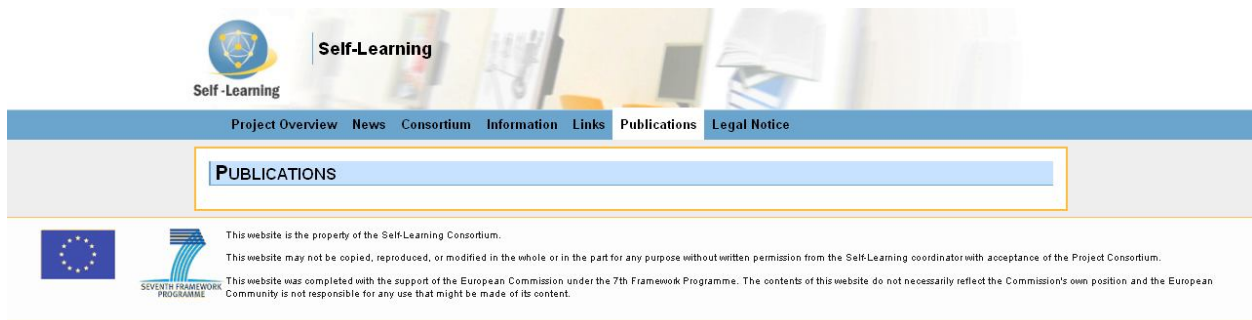 Self-Learning
Self-Learning
Project Overview News Consortium Information Links Publications Legal Notice
PUBLICATIONS
This website is the property of the Self-Learning Consortium.
This website may not be copied, reproduced, or modified in the whole or in the part for any purpose without written permission from the Self-Learning coordinator with acceptance of the Project Consortium.
This website was completed with the support of the European Commission under the 7th Framework Programme. The contents of this website do not necessarily reflect the Commission's own position and the European
Community is not responsible for any use that might be made of its content.
SEVENTH FRAMEWORK
PROGRAMME